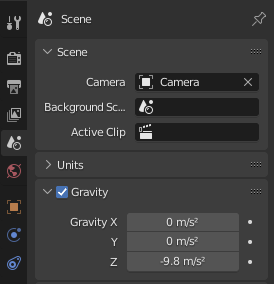 Scene
Scene
Camera Camera
Background Sc...
Active Clip
Units
Gravity
Gravity X 0 m/s²
Y 0 m/s²
Z -9.8 m/s²